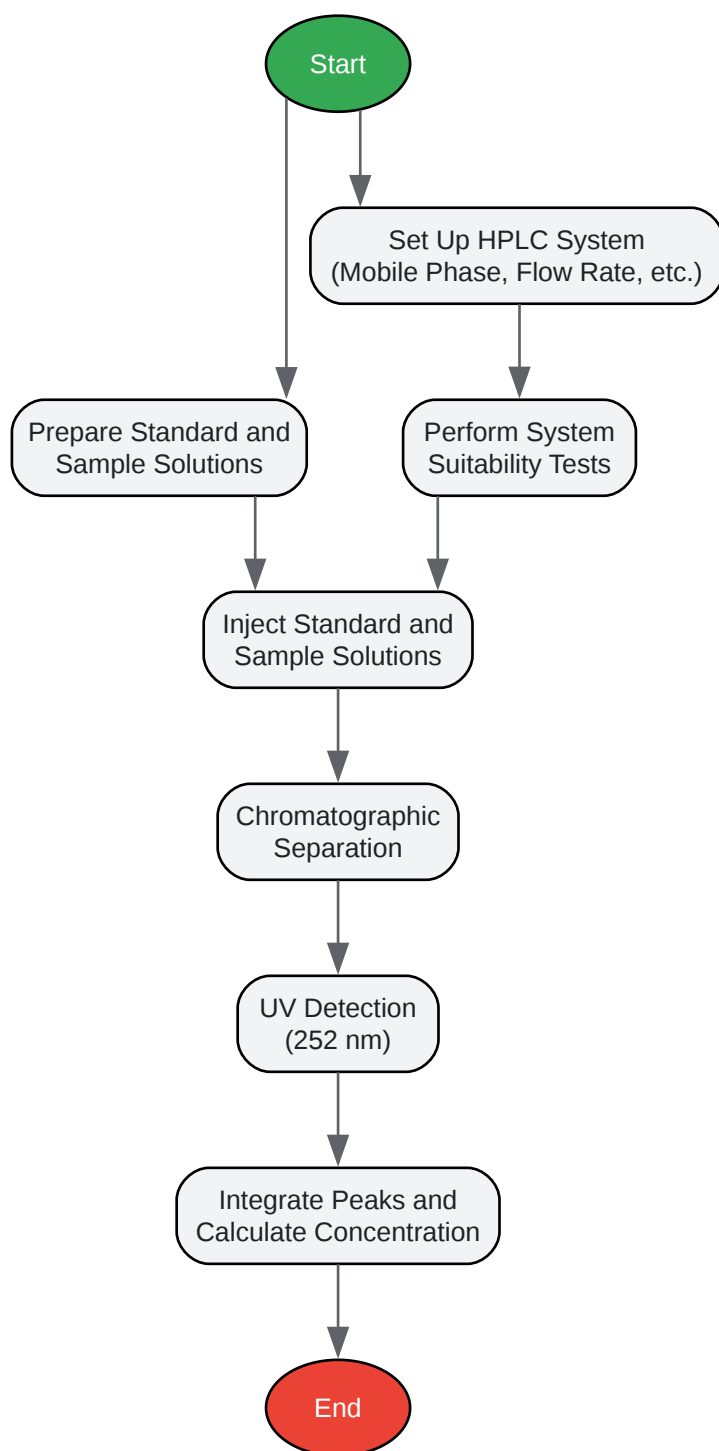 Start
Set Up HPLC System
(Mobile Phase, Flow Rate, etc.)
Prepare Standard and
Sample Solutions
Perform System
Suitability Tests
Inject Standard and
Sample Solutions
Chromatographic
Separation
UV Detection
(252 nm)
Integrate Peaks and
Calculate Concentration
End